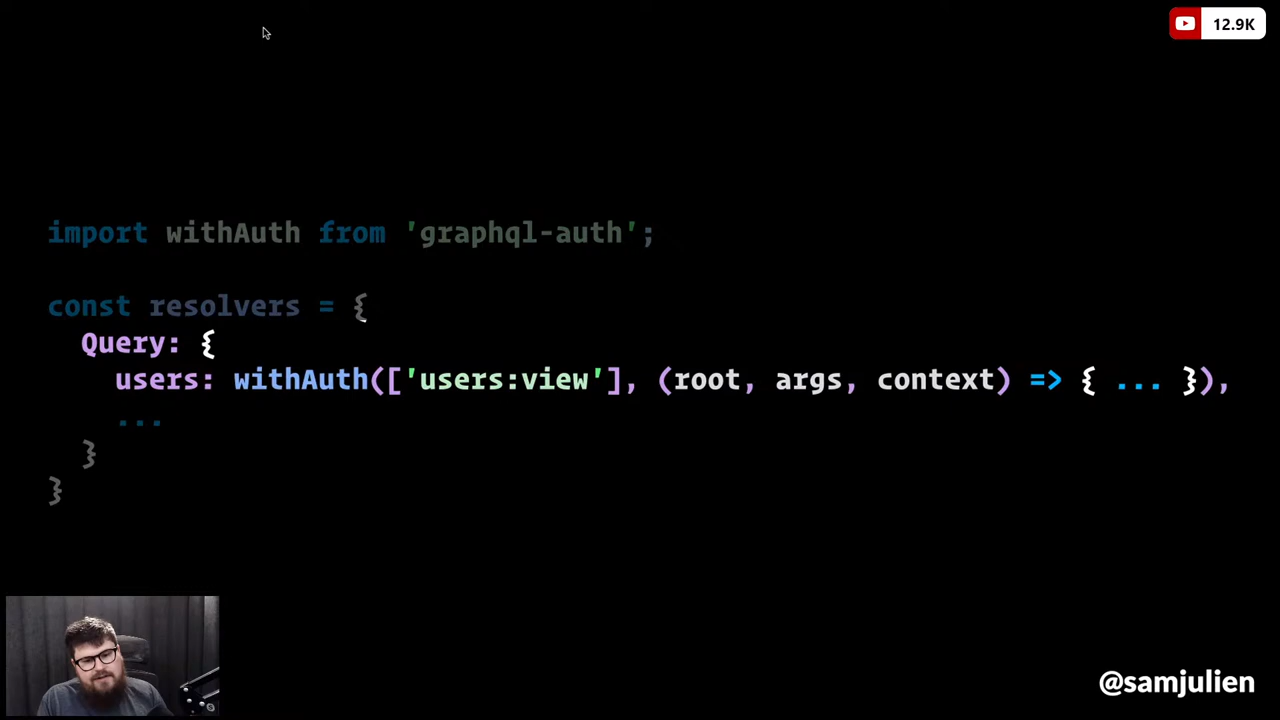 12.9K
import withAuth from 'graphql-auth';
const resolvers = {
Query: {
users: withAuth(['users:view'], (root, args, context) => { ... }),
...
}
}
@samjulien